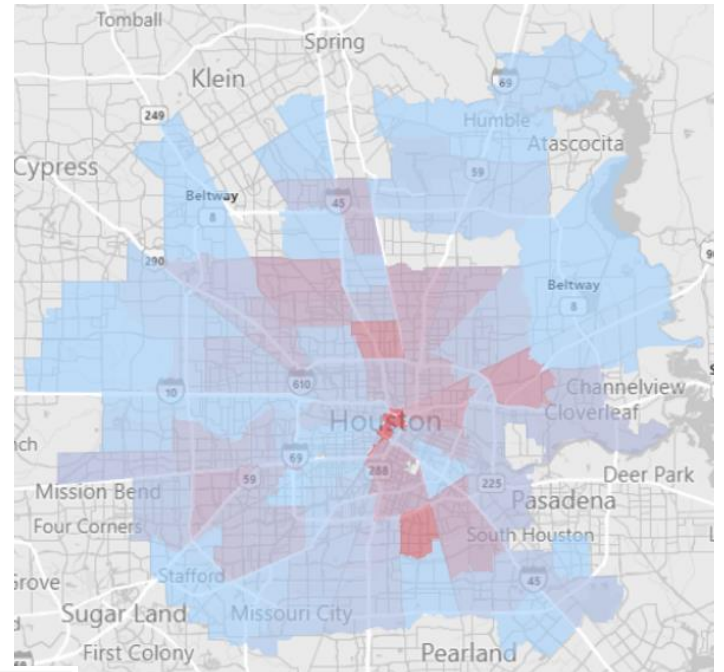 Tomball
Spring
Klein
69
249
Humble
Atascocita
Cypress
59
Beltway
8
45
290
Beltway
8
610
10
Channelview
Houston
Cloverleaf
69
288
59
225
Deer Park
Mission Bend
Pasadena
Four Corners
South Houston
Stafford
45
Sugar Land
Missouri City
First Colony
Pearland